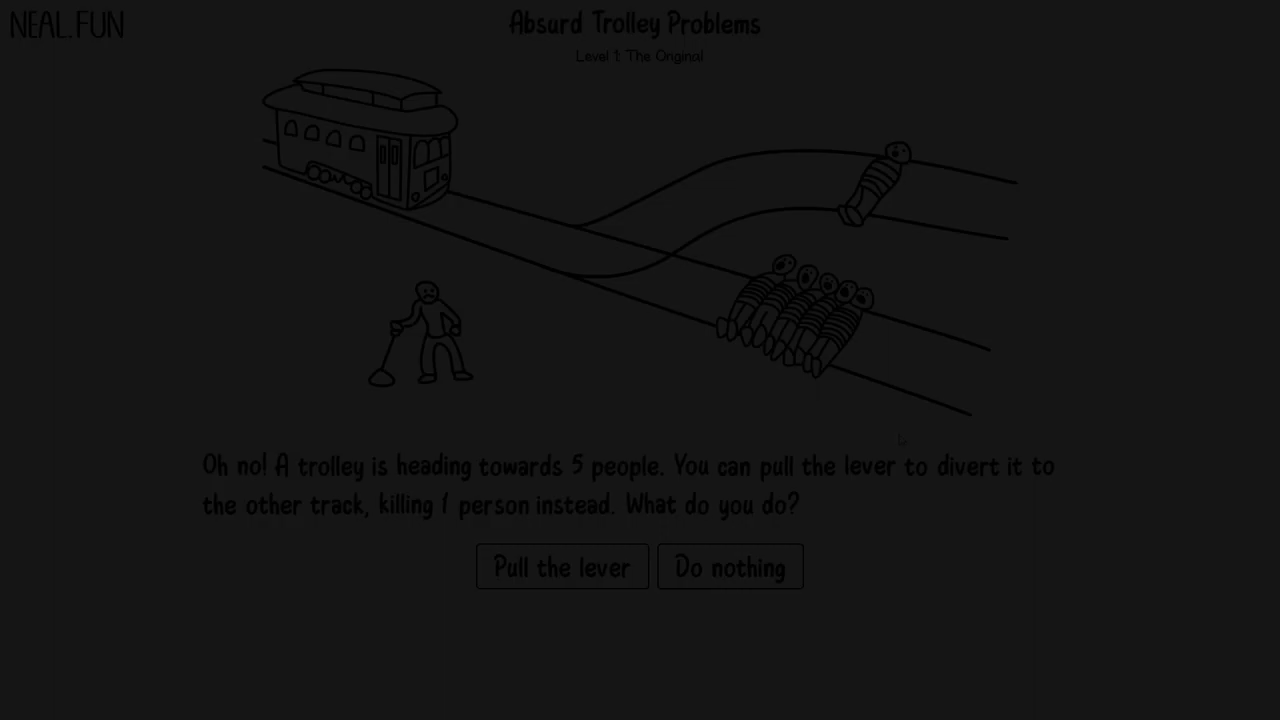 NEAL.FUN
Absurd Trolley Problems
Level 1: The Original
Oh no! A trolley is heading towards 5 people. You can pull the lever to divert it to
the other track, killing 1 person instead. What do you do?
Pull the lever
Do nothing